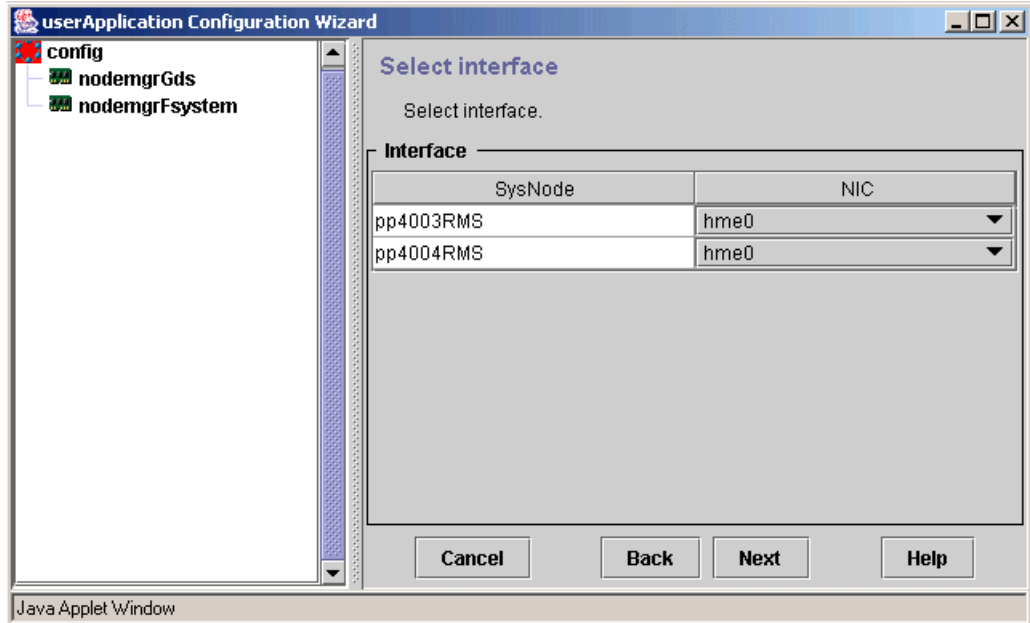 userApplication Configuration Wizard
config
nodemgrGds
nodemgrFsystem
Select interface
Select interface.
Interface
SysNode NIC
pp4003RMS hme0
pp4004RMS hme0
Cancel Back Next Help
Java Applet Window